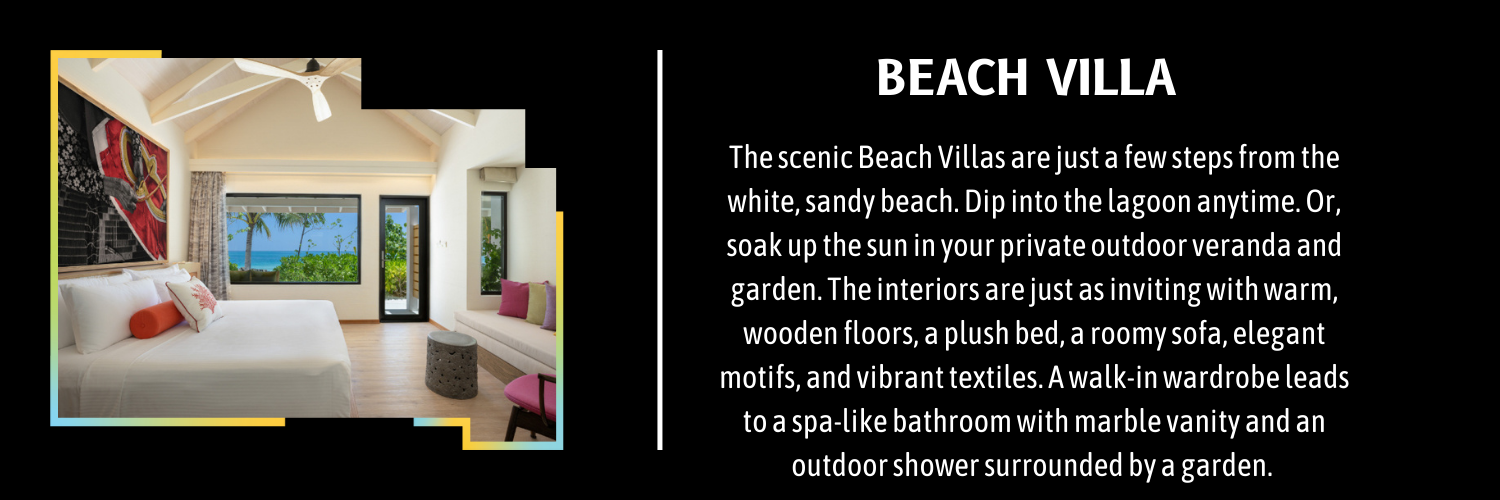 BEACH VILLA
The scenic Beach Villas are just a few steps from the
white, sandy beach. Dip into the lagoon anytime. Or,
soak up the sun in your private outdoor veranda and
garden. The interiors are just as inviting with warm,
wooden floors, a plush bed, a roomy sofa, elegant
motifs, and vibrant textiles. A walk-in wardrobe leads
to a spa-like bathroom with marble vanity and an
outdoor shower surrounded by a garden.